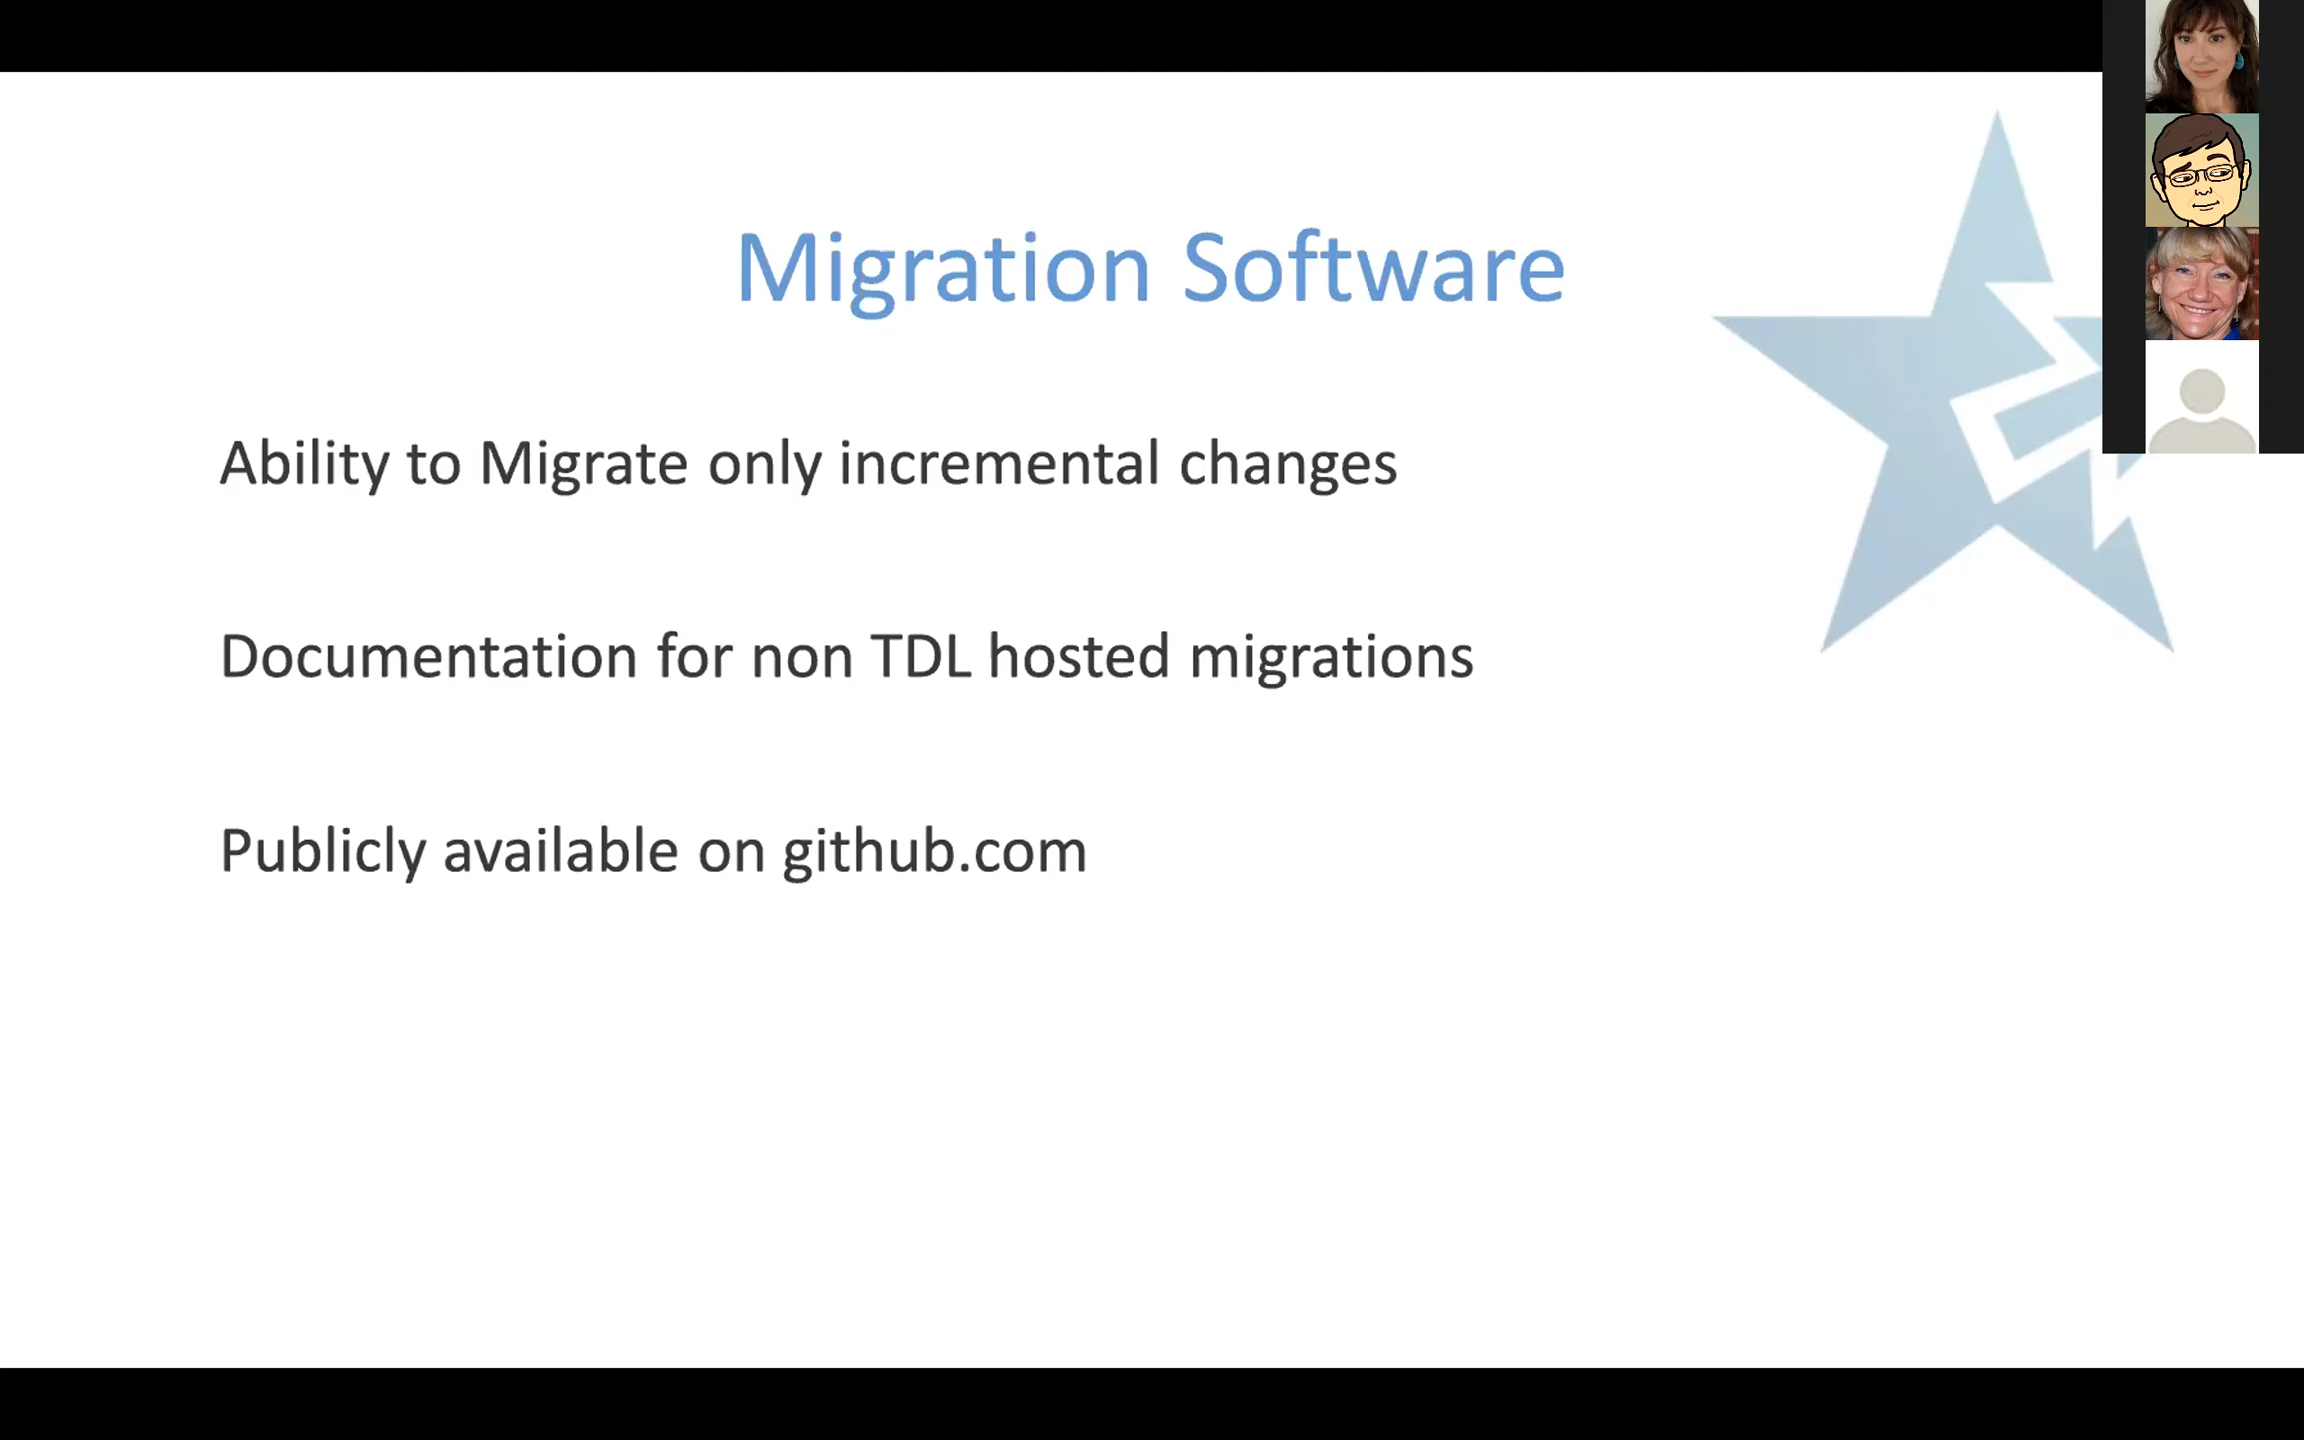 Migration Software
Ability to Migrate only incremental changes
Documentation for non TDL hosted migrations
Publicly available on github.com